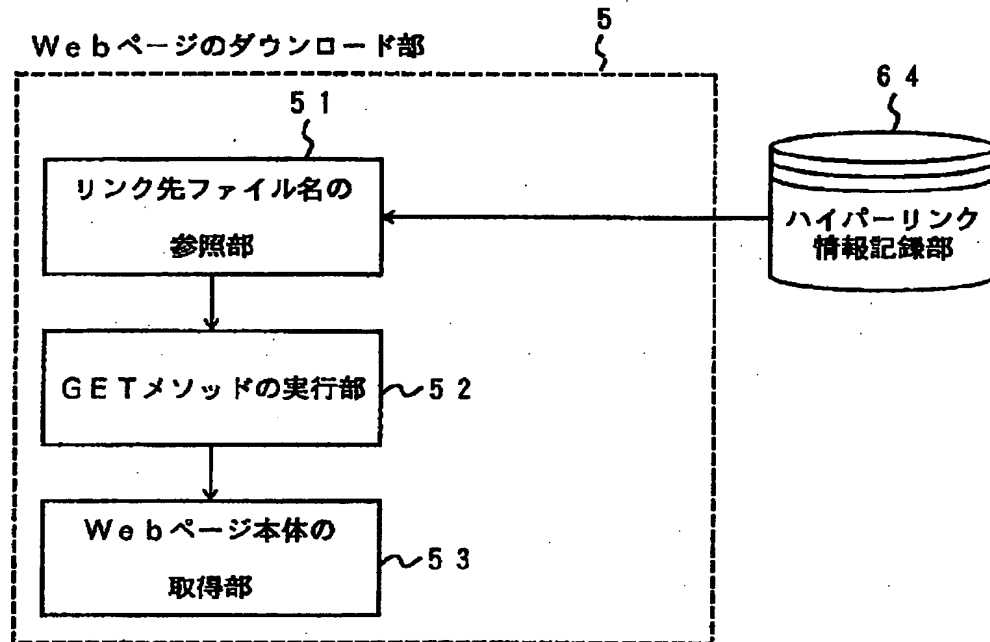 5
Webページのダウンロード部
51
64
リンク先ファイル名の
参照部
ハイパーリンク
情報記録部
GETメソッドの実行部
52
Webページ本体の
取得部
53